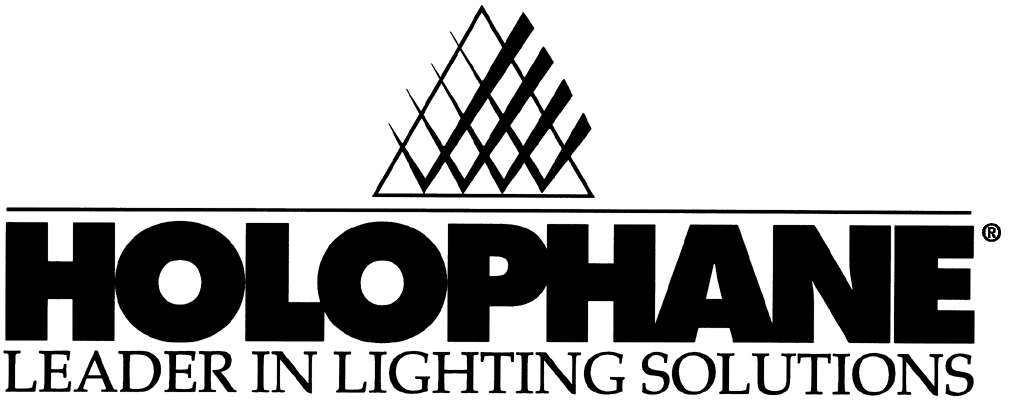 HOLOPHANE®
LEADER IN LIGHTING SOLUTIONS